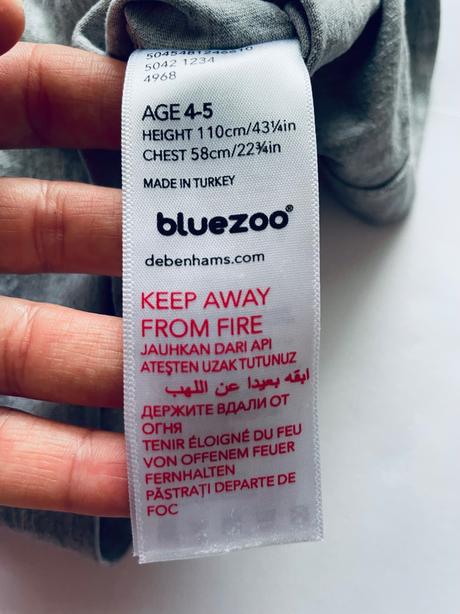 5042 1234
4968
AGE 4-5
HEIGHT 110cm/43¼in
CHEST 58cm/22¾in
MADE IN TURKEY
bluezoo®
debenhams.com
KEEP AWAY
FROM FIRE
JAUHKAN DARI API
ATEŞTEN UZAK TUTUNUZ
ابقه بعيدا عن اللهب
ДЕРЖИТЕ ВДАЛИ ОТ
ОГНЯ
TENIR ÉLOIGNÉ DU FEU
VON OFFENEM FEUER
FERNHALTEN
PĂSTRAȚI DEPARTE DE
FOC